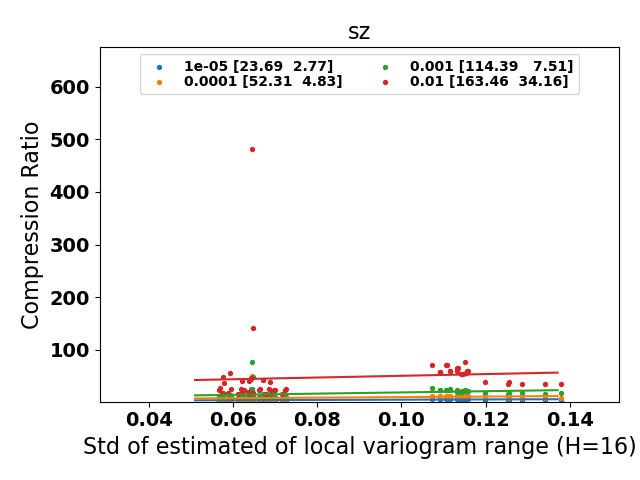 sz
1e-05 [23.69  2.77]
0.0001 [52.31  4.83]
0.001 [114.39   7.51]
0.01 [163.46  34.16]
Compression Ratio
600
500
400
300
200
100
0.04 0.06 0.08 0.10 0.12 0.14
Std of estimated of local variogram range (H=16)